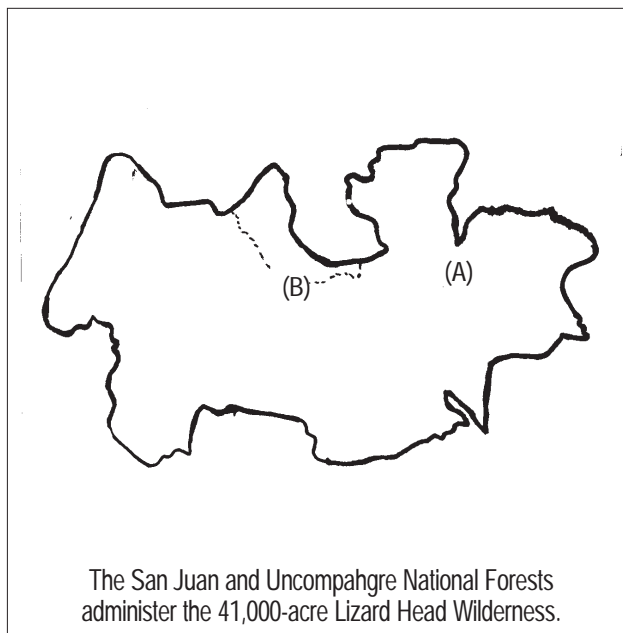 (B)
(A)
The San Juan and Uncompahgre National Forests
administer the 41,000-acre Lizard Head Wilderness.